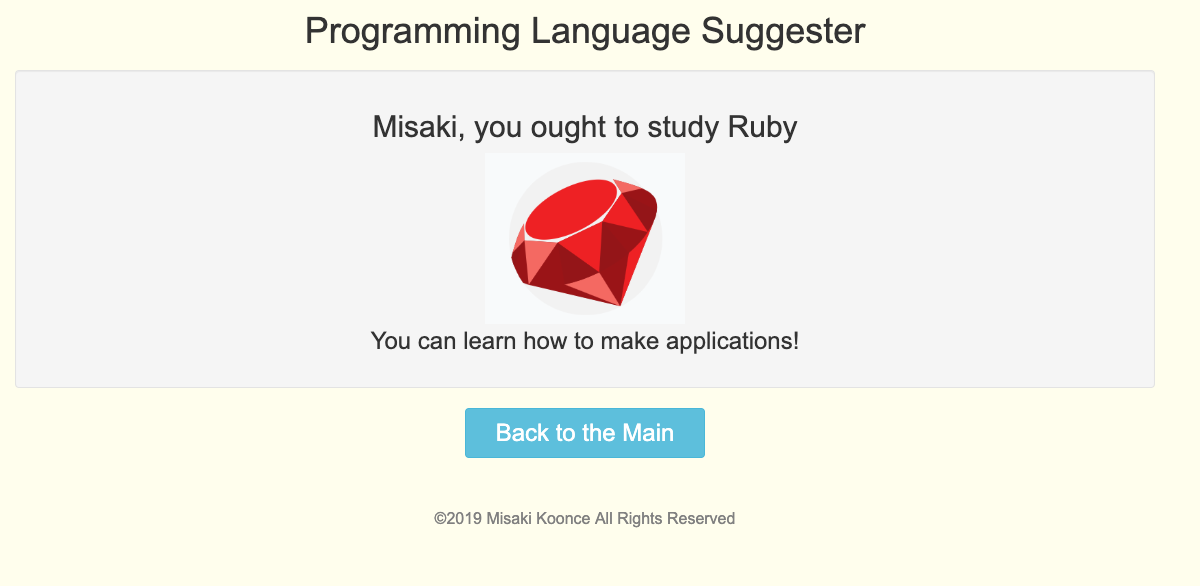 Programming Language Suggester
Misaki, you ought to study Ruby
You can learn how to make applications!
Back to the Main
©2019 Misaki Koonce All Rights Reserved